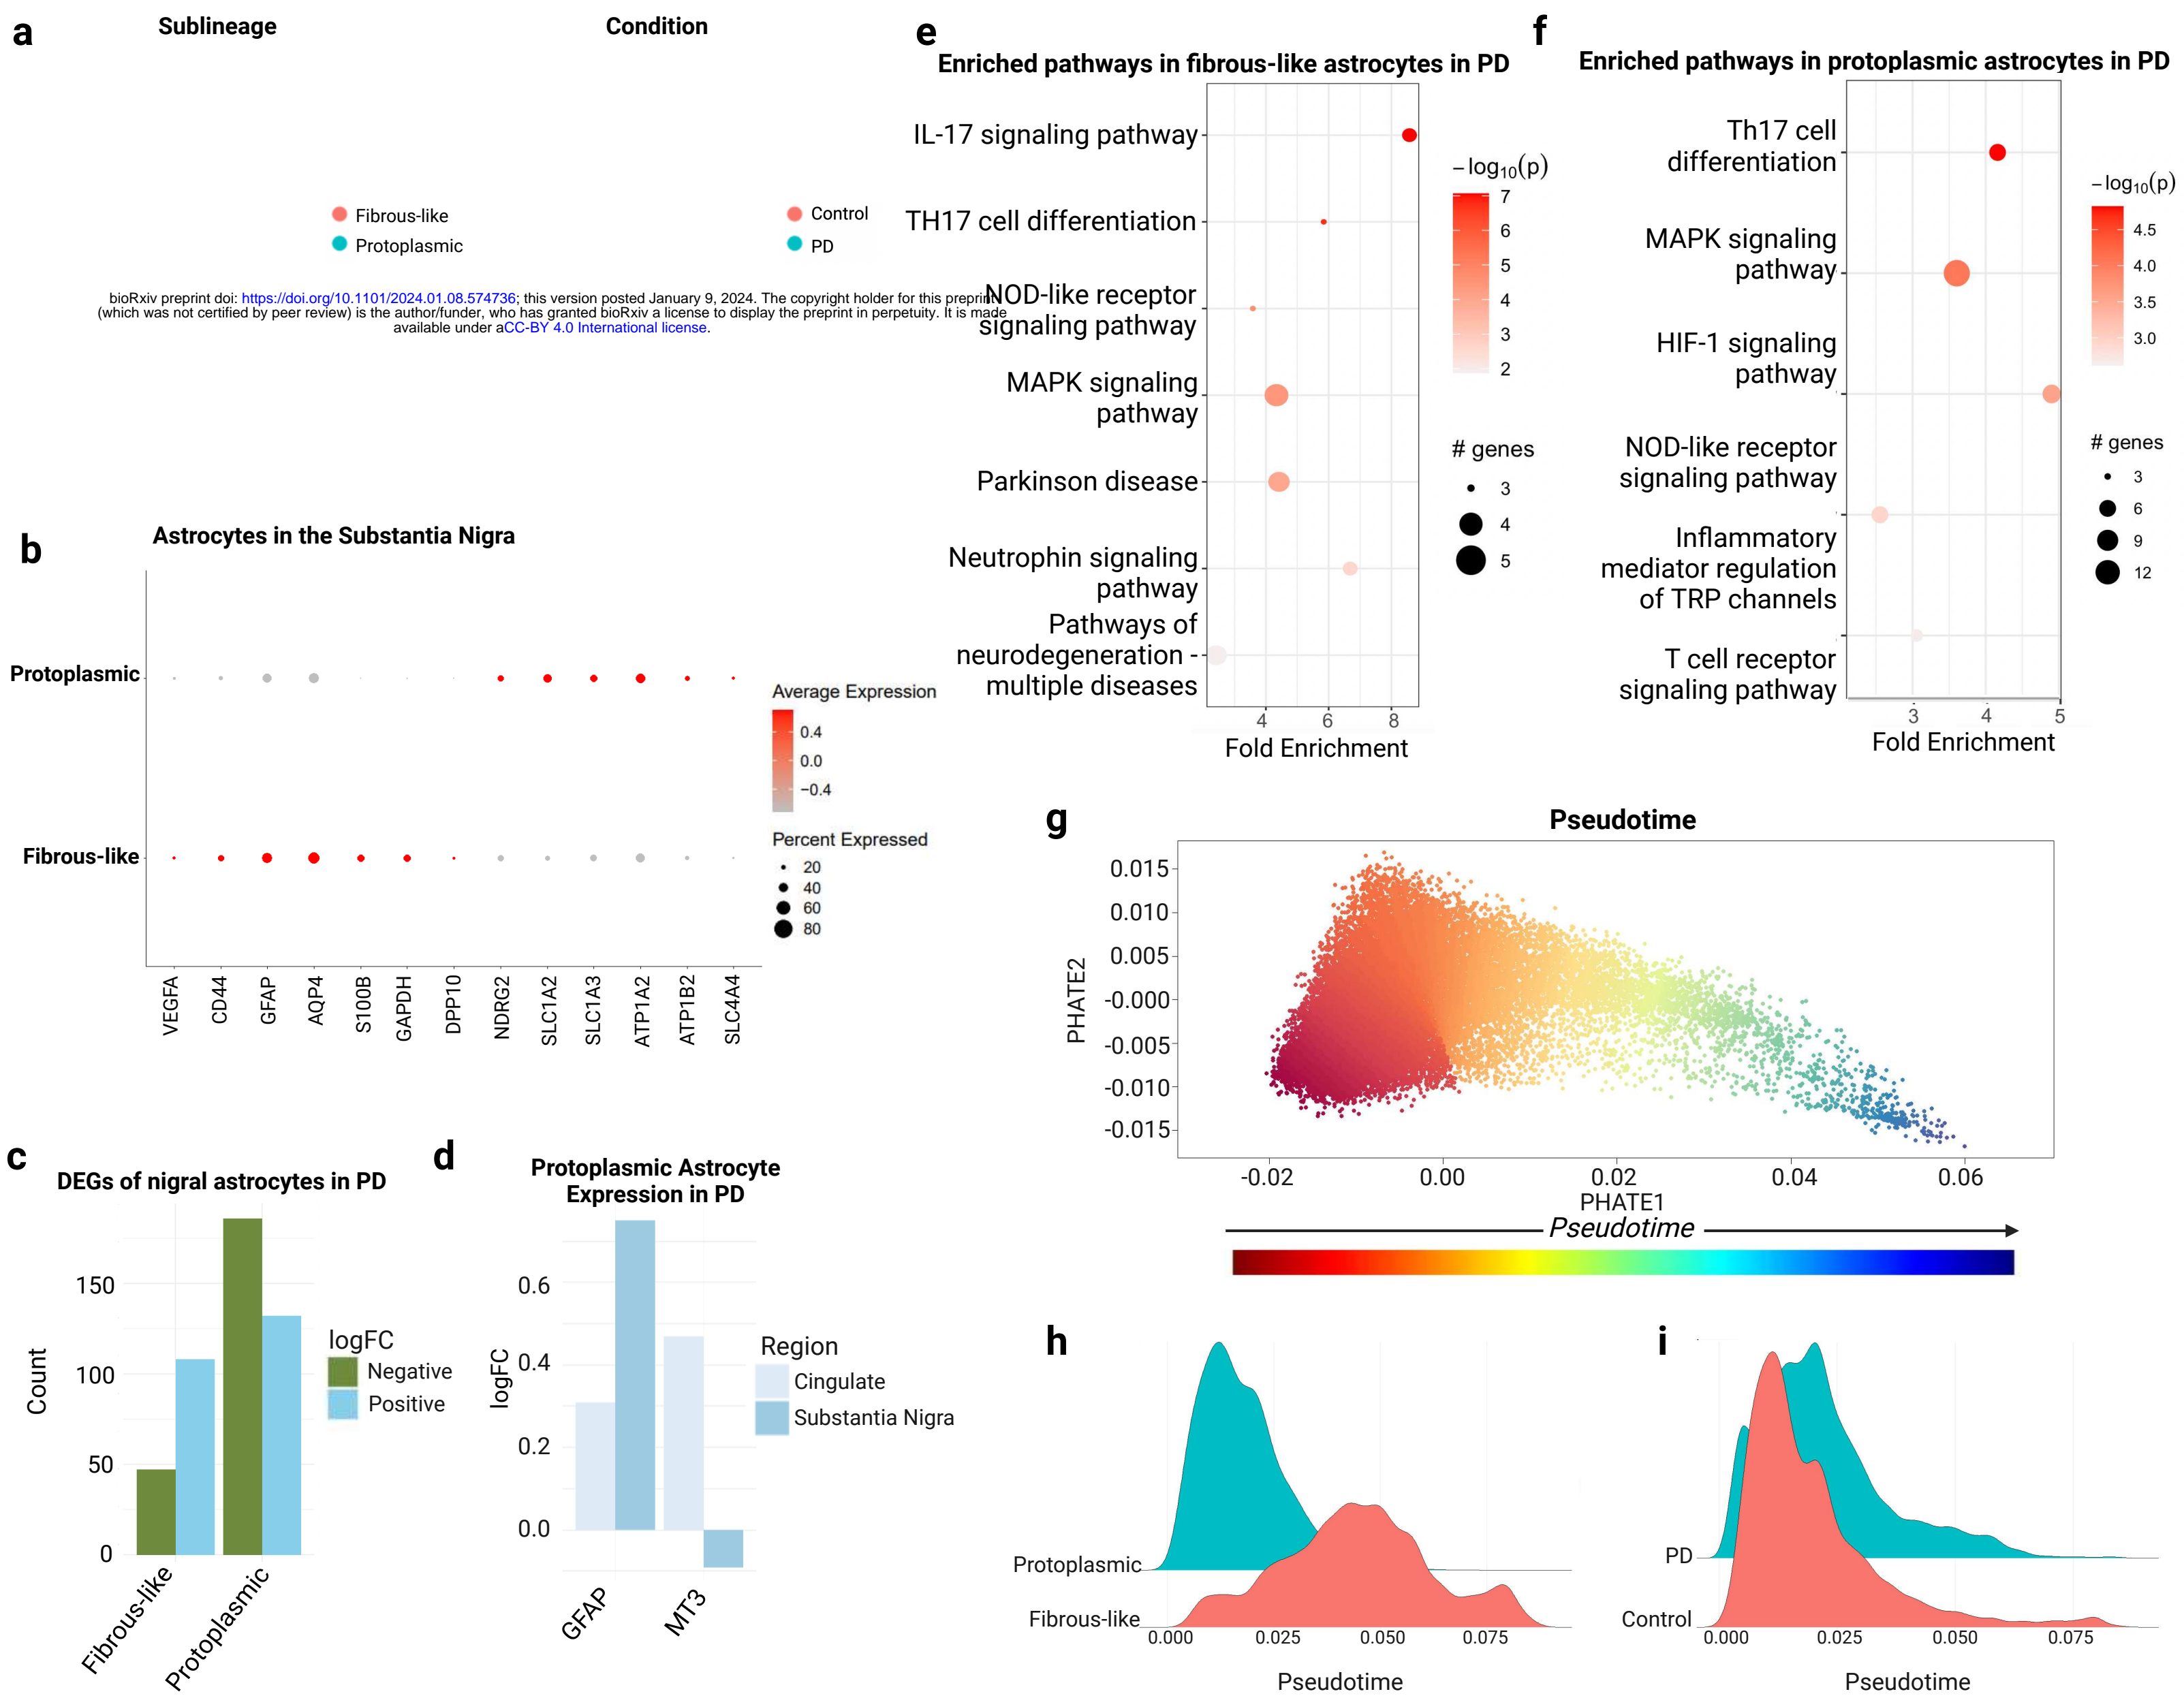 a
Sublineage
Condition
Fibrous-like
Protoplasmic
Control
PD
bioRxiv preprint doi: https://doi.org/10.1101/2024.01.08.574736; this version posted January 9, 2024. The copyright holder for this preprint
(which was not certified by peer review) is the author/funder, who has granted bioRxiv a license to display the preprint in perpetuity. It is made
available under aCC-BY 4.0 International license.
b
Astrocytes in the Substantia Nigra
Protoplasmic
Fibrous-like
VEGFA
CD44
GFAP
AQP4
S100B
GAPDH
DPP10
NDRG2
SLC1A2
SLC1A3
ATP1A2
ATP1B2
SLC4A4
Average Expression
0.4
0.0
−0.4
Percent Expressed
20
40
60
80
c
DEGs of nigral astrocytes in PD
Count
150
100
50
0
Fibrous-like
Protoplasmic
logFC
Negative
Positive
d
Protoplasmic Astrocyte
Expression in PD
logFC
0.6
0.4
0.2
0.0
GFAP
MT3
Region
Cingulate
Substantia Nigra
e
Enriched pathways in fibrous-like astrocytes in PD
IL-17 signaling pathway
TH17 cell differentiation
NOD-like receptor
signaling pathway
MAPK signaling
pathway
Parkinson disease
Neutrophin signaling
pathway
Pathways of
neurodegeneration -
multiple diseases
4 6 8
Fold Enrichment
−log10(p)
7
6
5
4
3
2
# genes
3
4
5
f
Enriched pathways in protoplasmic astrocytes in PD
Th17 cell
differentiation
MAPK signaling
pathway
HIF-1 signaling
pathway
NOD-like receptor
signaling pathway
Inflammatory
mediator regulation
of TRP channels
T cell receptor
signaling pathway
3 4 5
Fold Enrichment
−log10(p)
4.5
4.0
3.5
3.0
# genes
3
6
9
12
g
Pseudotime
PHATE2
0.015
0.010
0.005
-0.000
-0.005
-0.010
-0.015
-0.02 0.00 0.02 0.04 0.06
PHATE1
Pseudotime
h
Protoplasmic
Fibrous-like
0.000 0.025 0.050 0.075
Pseudotime
i
PD
Control
0.000 0.025 0.050 0.075
Pseudotime